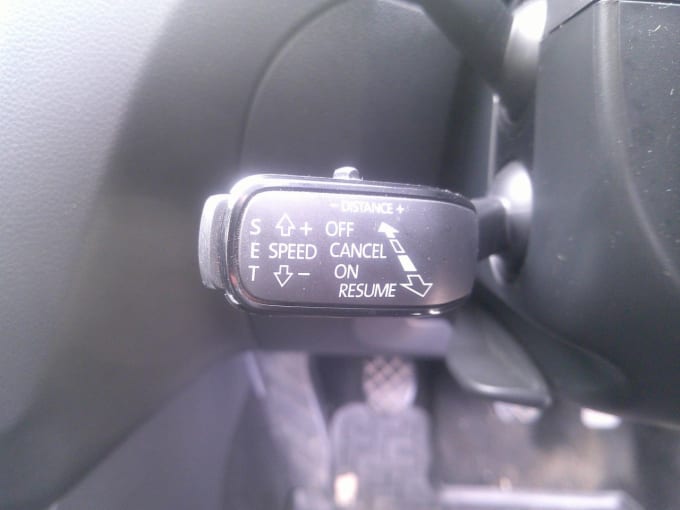 - DISTANCE +
S + OFF
E SPEED CANCEL
T - ON
RESUME